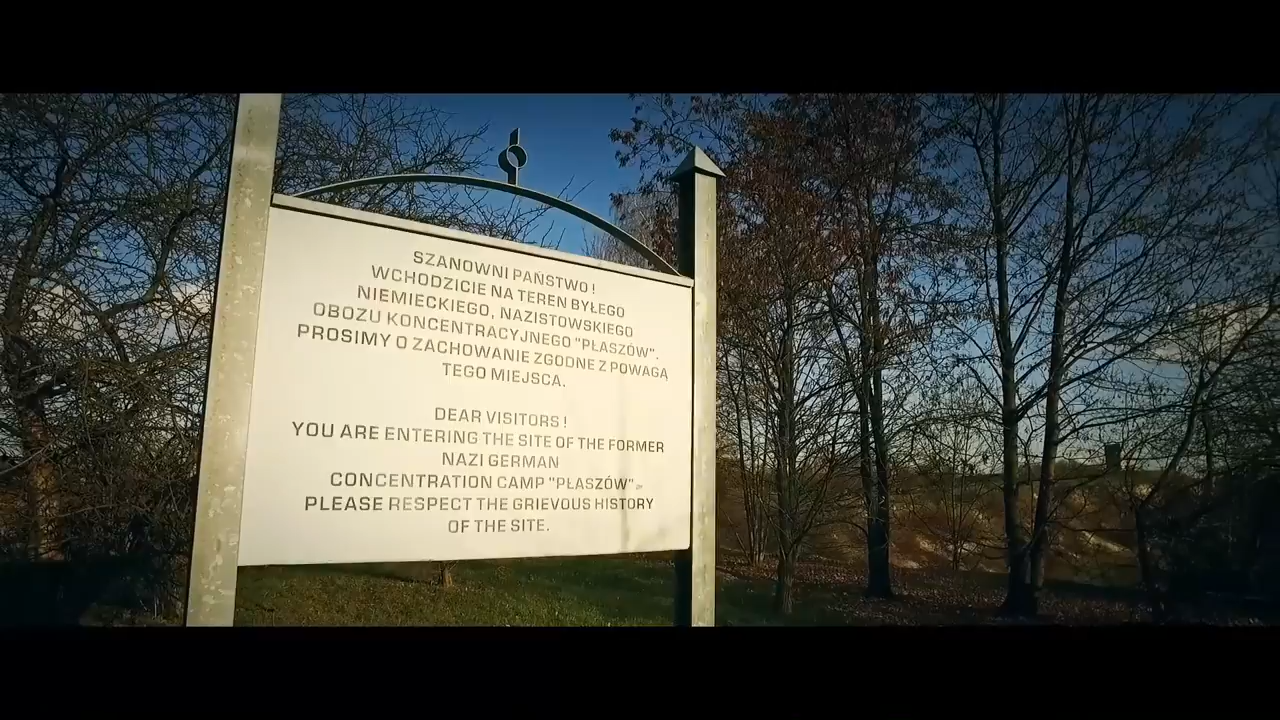 SZANOWNI PAŃSTWO !
WCHODZICIE NA TEREN BYŁEGO
NIEMIECKIEGO, NAZISTOWSKIEGO
OBOZU KONCENTRACYJNEGO "PŁASZÓW".
PROSIMY O ZACHOWANIE ZGODNE Z POWAGĄ
TEGO MIEJSCA.
DEAR VISITORS !
YOU ARE ENTERING THE SITE OF THE FORMER
NAZI GERMAN
CONCENTRATION CAMP "PŁASZÓW".
PLEASE RESPECT THE GRIEVOUS HISTORY
OF THE SITE.